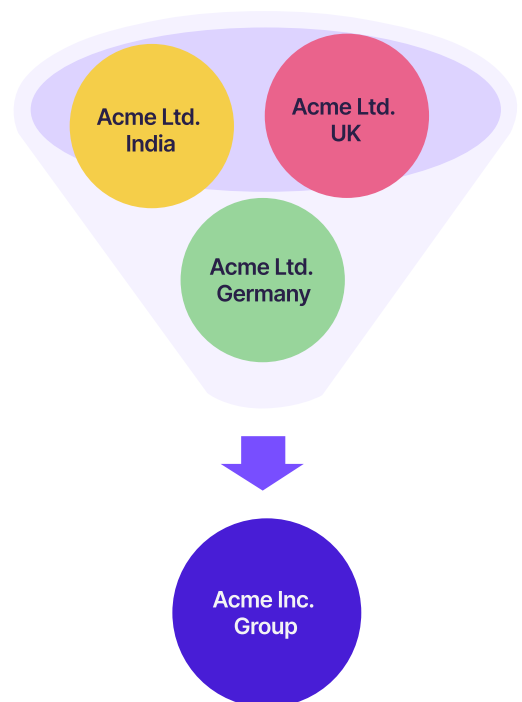 Acme Ltd.
India
Acme Ltd.
UK
Acme Ltd.
Germany
Acme Inc.
Group